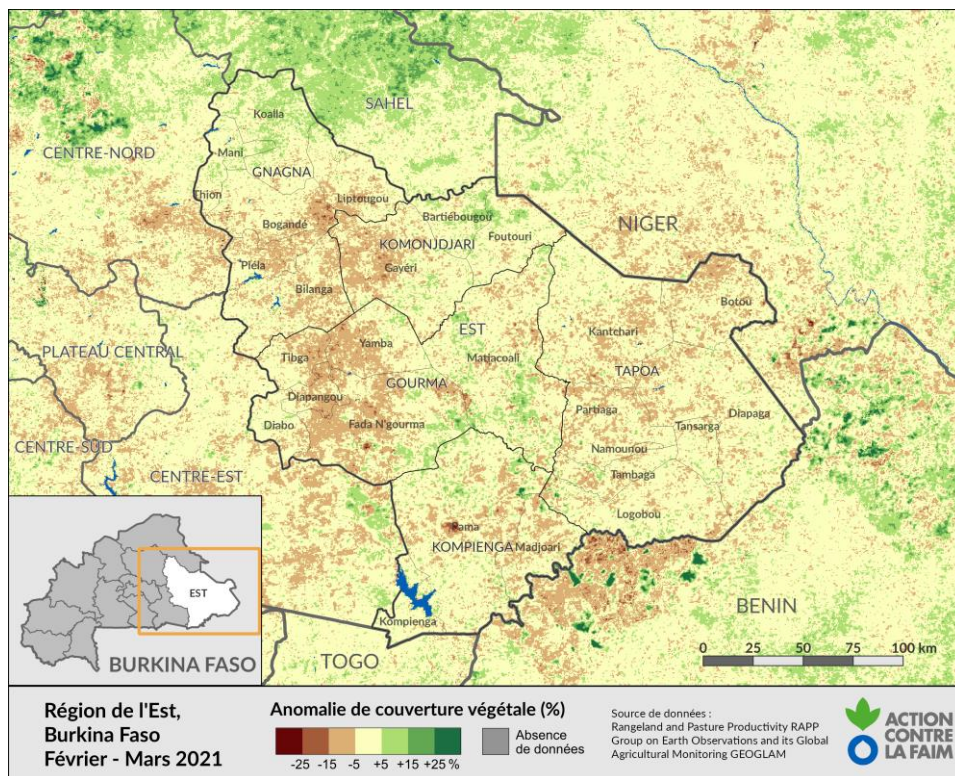 SAHEL
Koalla
CENTRE-NORD
Mani
GNAGNA
Thion
Liptougou
Bartiébougou
NIGER
Bogandé
Foutouri
KOMONJDJARI
Piéla
Gayéri
Bilanga
Botou
EST
Kantchari
Yamba
PLATEAU CENTRAL
Tibga
Matiacoali
TAPOA
GOURMA
Diapangou
Partiaga
Diapaga
Diabo
Fada N'gourma
Tansarga
CENTRE-SUD
Namounou
CENTRE-EST
Tambaga
Logobou
Pama
KOMPIENGA
Madjoari
EST
BENIN
Kompienga
BURKINA FASO
TOGO
0 25 50 75 100 km
Région de l'Est,
Burkina Faso
Février - Mars 2021
Anomalie de couverture végétale (%)
-25 -15 -5 +5 +15 +25 %
Absence
de données
Source de données :
Rangeland and Pasture Productivity RAPP
Group on Earth Observations and its Global
Agricultural Monitoring GEOGLAM
ACTION
CONTRE
LA FAIM